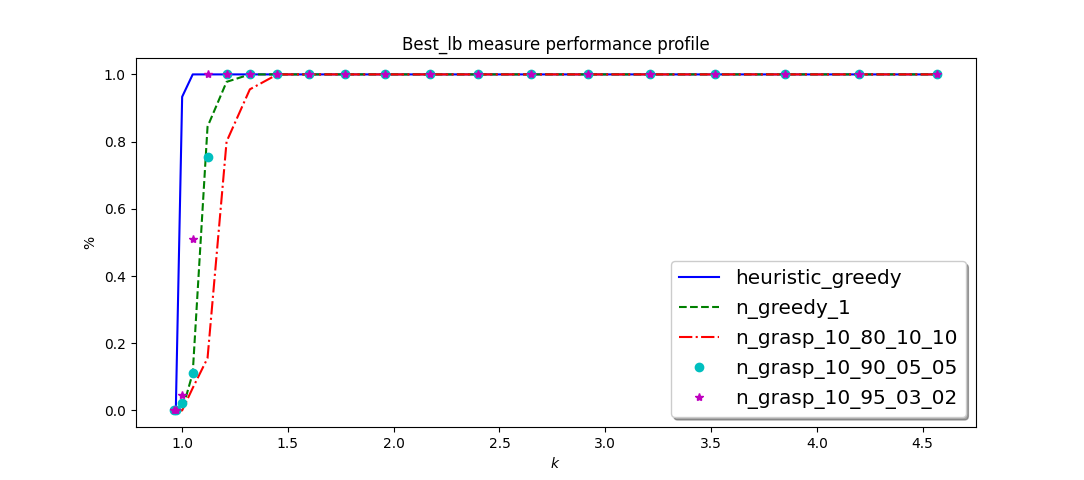 Best_lb measure performance profile
1.0
0.8
0.6
0.4
0.2
0.0
%
1.0 1.5 2.0 2.5 3.0 3.5 4.0 4.5
k
heuristic_greedy
n_greedy_1
n_grasp_10_80_10_10
n_grasp_10_90_05_05
n_grasp_10_95_03_02